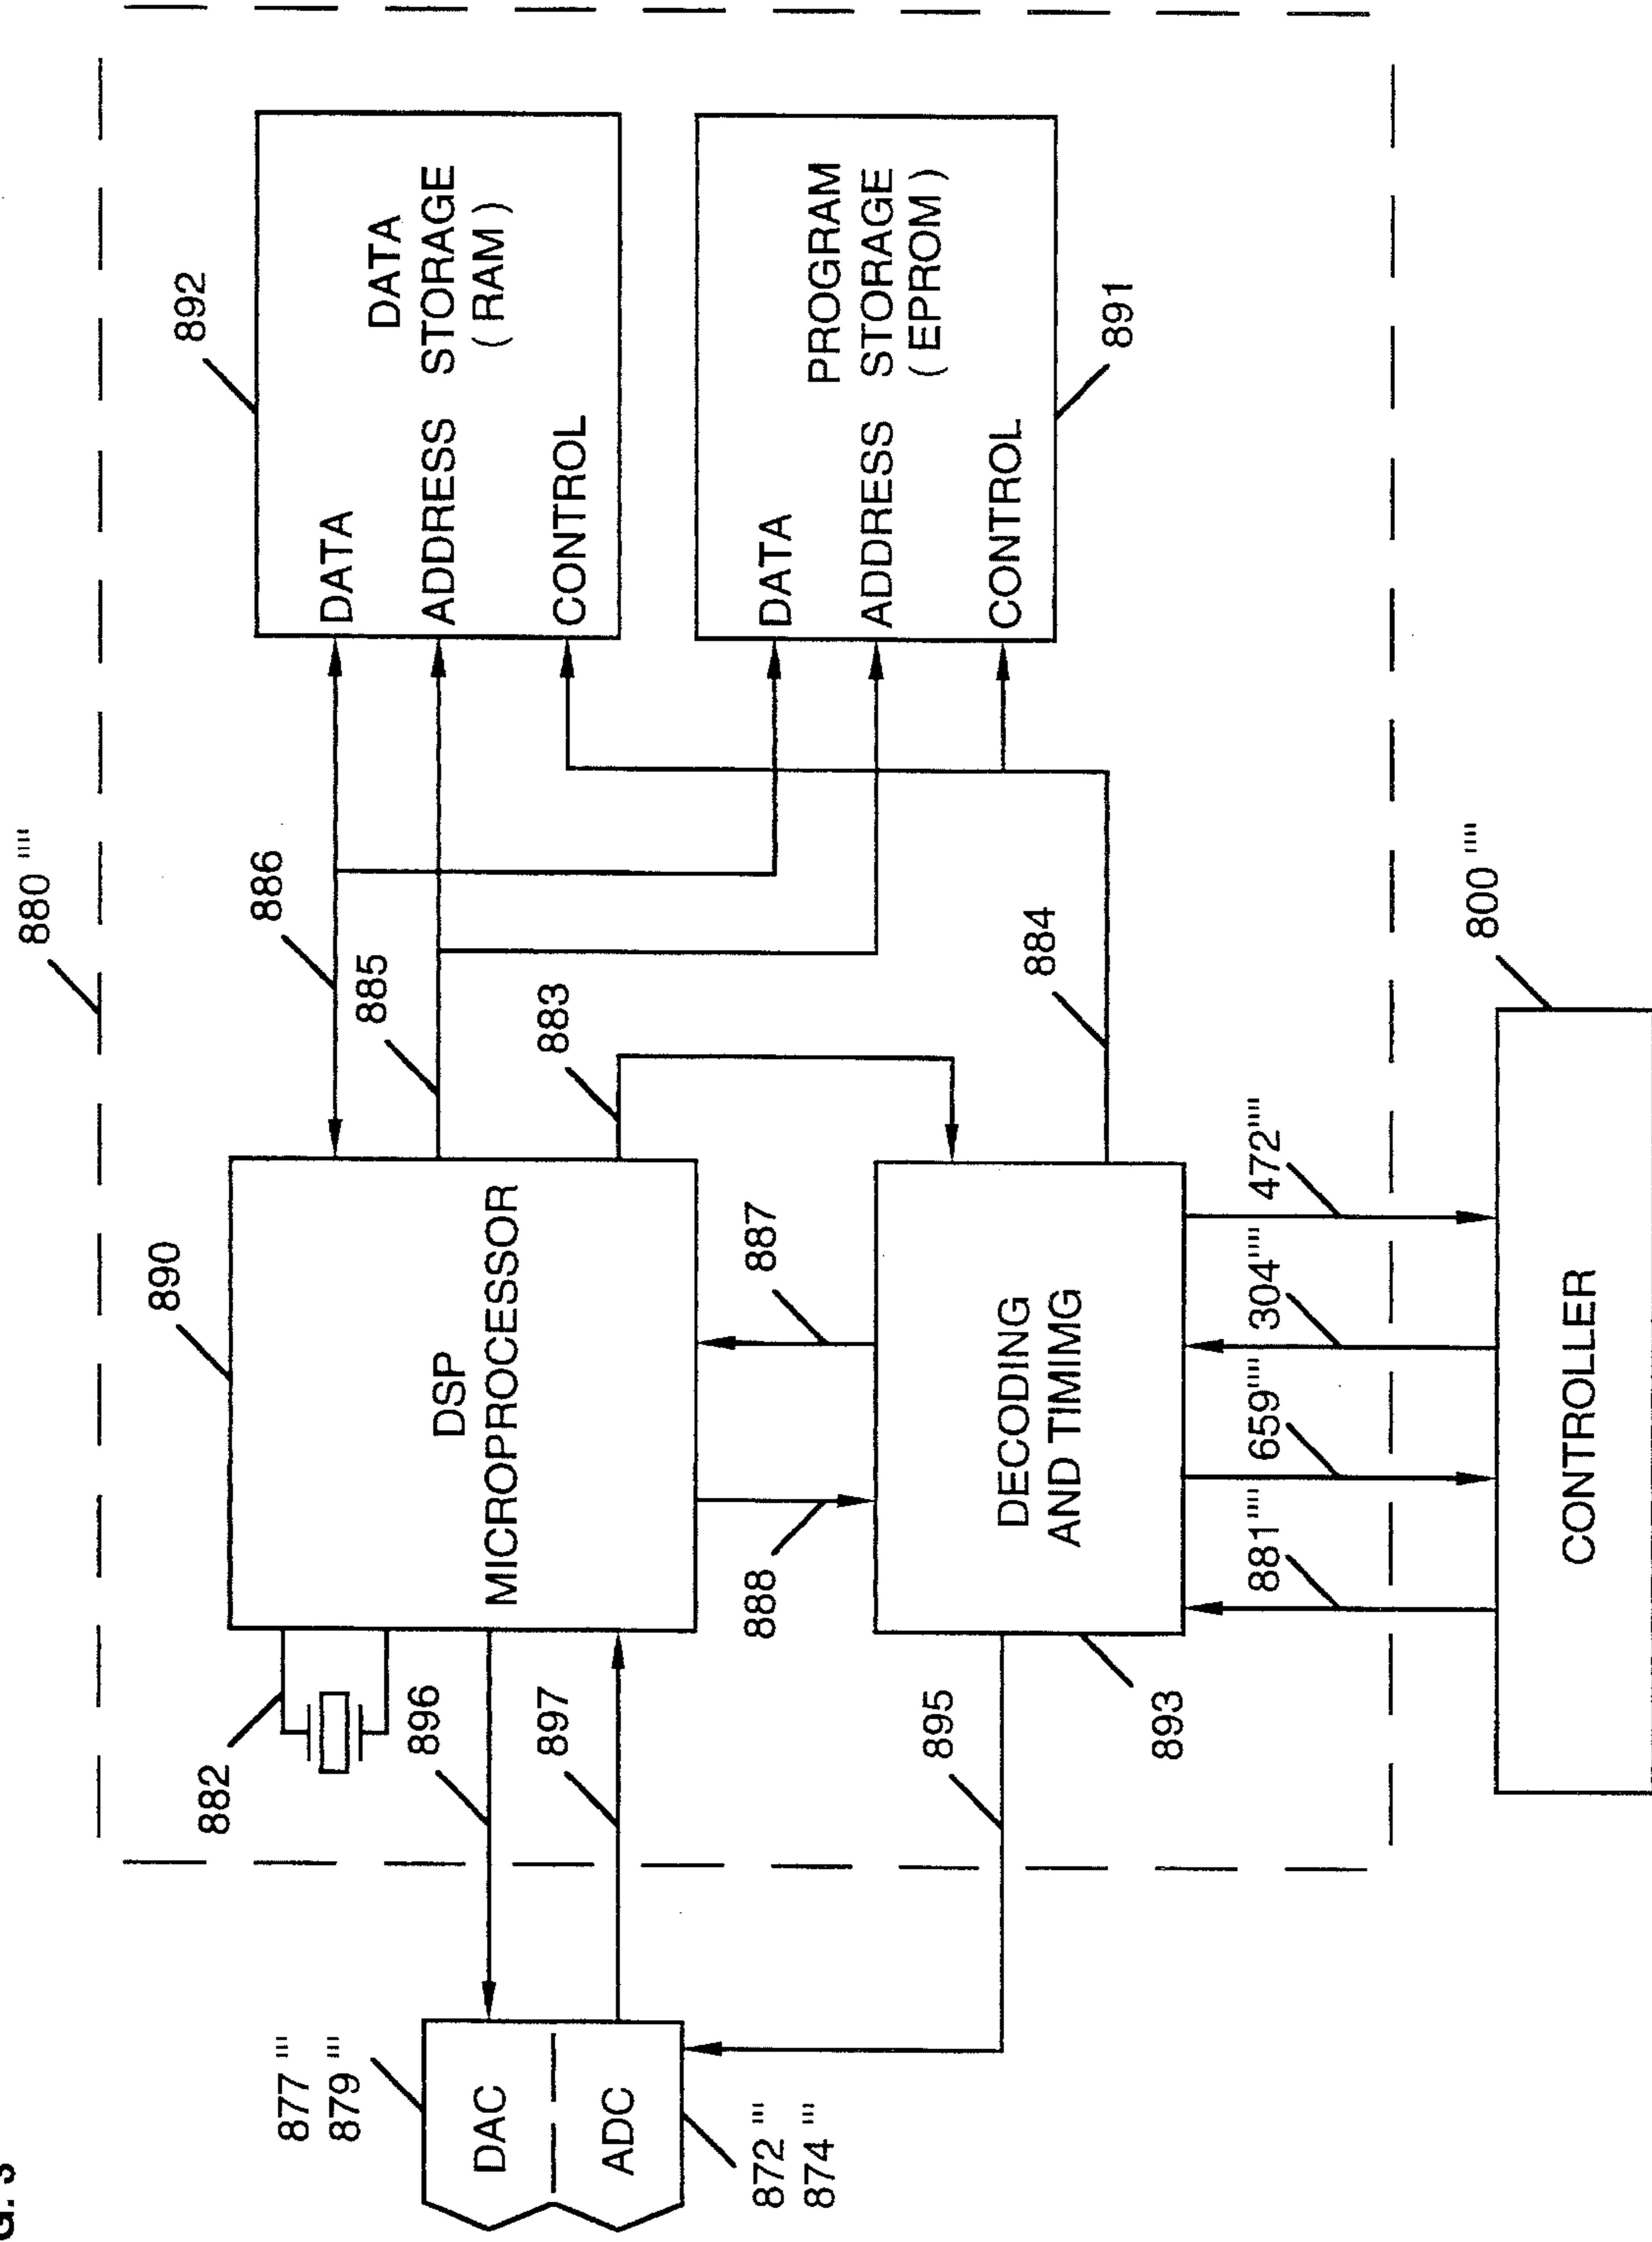 G. 3
880 ''''
890
892
882
886
877 '''
879 '''
885
DATA
DATA
STORAGE
(RAM)
896
ADDRESS
DSP
MICROPROCESSOR
DAC
897
883
CONTROL
ADC
872 '''
874 '''
888
887
DATA
PROGRAM
STORAGE
(EPROM)
ADDRESS
895
DECODING
AND TIMIMG
884
CONTROL
891
893
881''''
659''''
304''''
472''''
800 ''''
CONTROLLER